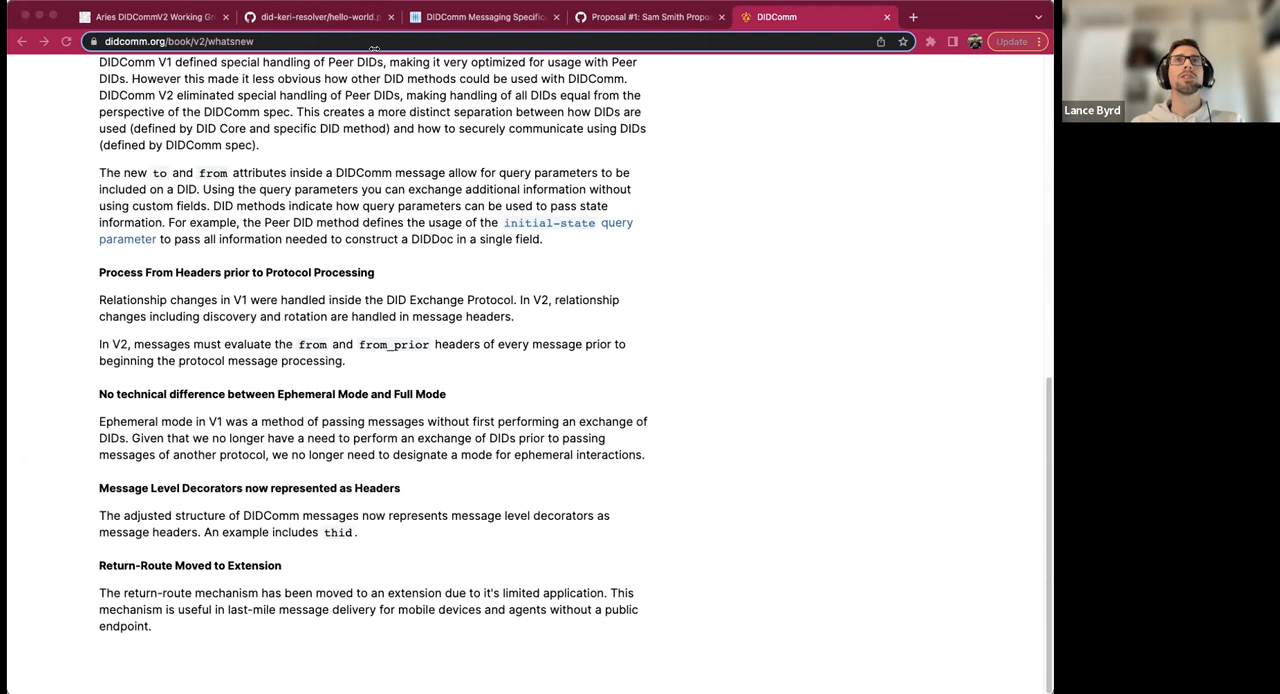 Aries DIDCommV2 Working Gr
did-keri-resolver/hello-world.p
DIDComm Messaging Specific
Proposal #1: Sam Smith Propo
DIDComm
didcomm.org/book/v2/whatsnew
Update
Lance Byrd
DIDComm V1 defined special handling of Peer DIDs, making it very optimized for usage with Peer
DIDs. However this made it less obvious how other DID methods could be used with DIDComm.
DIDComm V2 eliminated special handling of Peer DIDs, making handling of all DIDs equal from the
perspective of the DIDComm spec. This creates a more distinct separation between how DIDs are
used (defined by DID Core and specific DID method) and how to securely communicate using DIDs
(defined by DIDComm spec).
The new to and from attributes inside a DIDComm message allow for query parameters to be
included on a DID. Using the query parameters you can exchange additional information without
using custom fields. DID methods indicate how query parameters can be used to pass state
information. For example, the Peer DID method defines the usage of the initial-state query
parameter to pass all information needed to construct a DIDDoc in a single field.
Process From Headers prior to Protocol Processing
Relationship changes in V1 were handled inside the DID Exchange Protocol. In V2, relationship
changes including discovery and rotation are handled in message headers.
In V2, messages must evaluate the from and from_prior headers of every message prior to
beginning the protocol message processing.
No technical difference between Ephemeral Mode and Full Mode
Ephemeral mode in V1 was a method of passing messages without first performing an exchange of
DIDs. Given that we no longer have a need to perform an exchange of DIDs prior to passing
messages of another protocol, we no longer need to designate a mode for ephemeral interactions.
Message Level Decorators now represented as Headers
The adjusted structure of DIDComm messages now represents message level decorators as
message headers. An example includes thid.
Return-Route Moved to Extension
The return-route mechanism has been moved to an extension due to it's limited application. This
mechanism is useful in last-mile message delivery for mobile devices and agents without a public
endpoint.